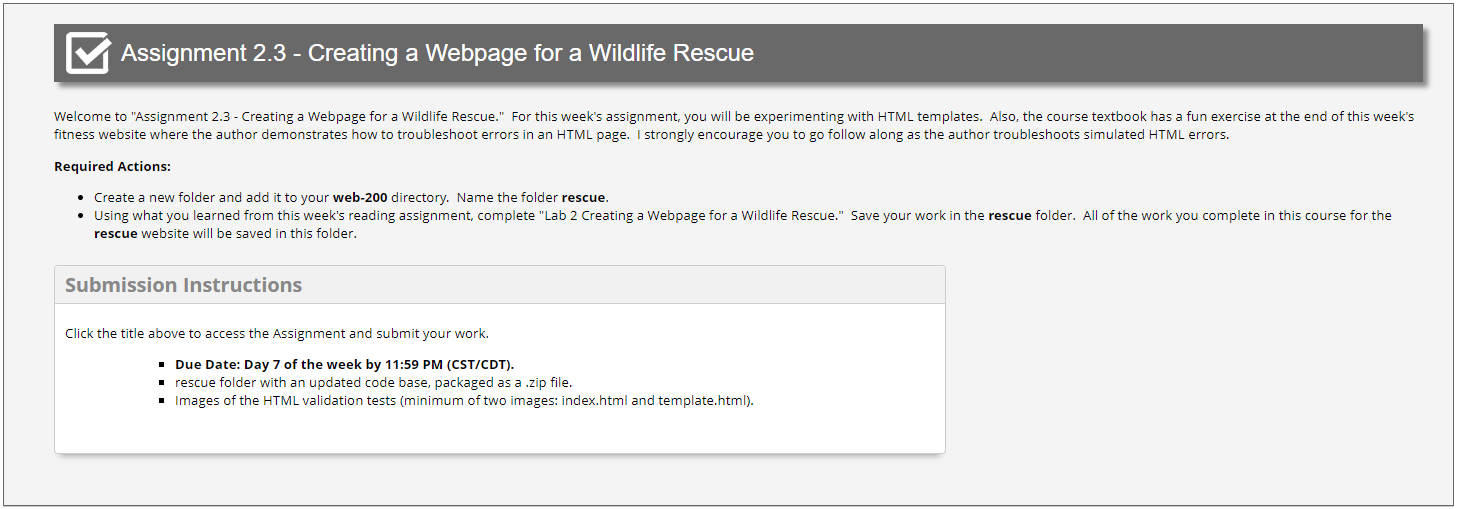 Assignment 2.3 - Creating a Webpage for a Wildlife Rescue
Welcome to "Assignment 2.3 - Creating a Webpage for a Wildlife Rescue."  For this week's assignment, you will be experimenting with HTML templates.  Also, the course textbook has a fun exercise at the end of this week's
fitness website where the author demonstrates how to troubleshoot errors in an HTML page.  I strongly encourage you to go follow along as the author troubleshoots simulated HTML errors.
Required Actions:
• Create a new folder and add it to your web-200 directory.  Name the folder rescue.
• Using what you learned from this week's reading assignment, complete "Lab 2 Creating a Webpage for a Wildlife Rescue."  Save your work in the rescue folder.  All of the work you complete in this course for the
rescue website will be saved in this folder.
Submission Instructions
Click the title above to access the Assignment and submit your work.
▪ Due Date: Day 7 of the week by 11:59 PM (CST/CDT).
▪ rescue folder with an updated code base, packaged as a .zip file.
▪ Images of the HTML validation tests (minimum of two images: index.html and template.html).